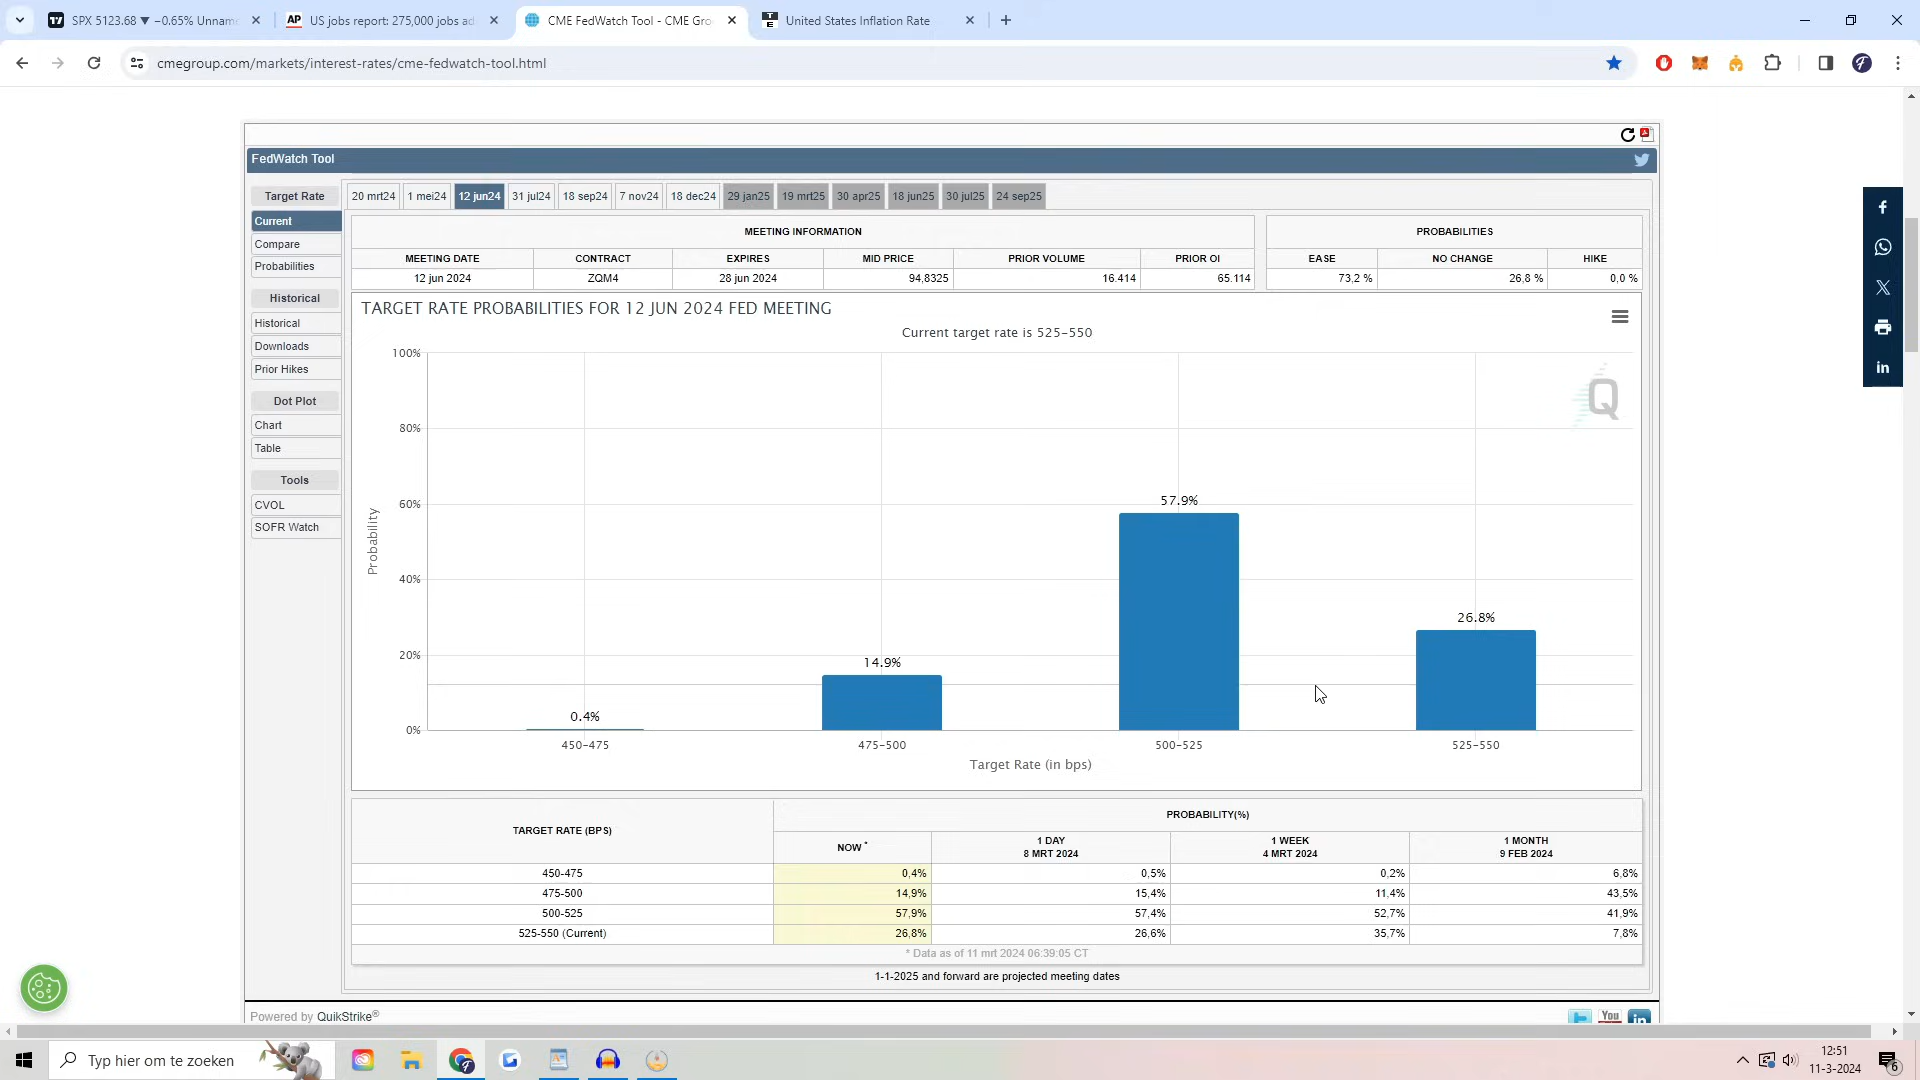 SPX 5123.68 ▼ −0.65% Unname
AP
US jobs report: 275,000 jobs ad
CME FedWatch Tool - CME Gro
United States Inflation Rate
cmegroup.com/markets/interest-rates/cme-fedwatch-tool.html
FedWatch Tool
Target Rate
Current
Compare
Probabilities
Historical
Historical
Downloads
Prior Hikes
Dot Plot
Chart
Table
Tools
CVOL
SOFR Watch
20 mrt24 1 mei24 12 jun24 31 jul24 18 sep24 7 nov24 18 dec24 29 jan25 19 mrt25 30 apr25 18 jun25 30 jul25 24 sep25
MEETING INFORMATION
MEETING DATE CONTRACT EXPIRES MID PRICE PRIOR VOLUME PRIOR OI
12 jun 2024 ZQM4 28 jun 2024 94,8325 16.414 65.114
PROBABILITIES
EASE NO CHANGE HIKE
73,2 % 26,8 % 0,0 %
TARGET RATE PROBABILITIES FOR 12 JUN 2024 FED MEETING
Current target rate is 525-550
Q
Probability
100%
80%
60%
40%
20%
0%
0.4%
14.9%
57.9%
26.8%
450-475 475-500 500-525 525-550
Target Rate (in bps)
TARGET RATE (BPS)
PROBABILITY(%)
NOW *
1 DAY
8 MRT 2024
1 WEEK
4 MRT 2024
1 MONTH
9 FEB 2024
450-475 0,4% 0,5% 0,2% 6,8%
475-500 14,9% 15,4% 11,4% 43,5%
500-525 57,9% 57,4% 52,7% 41,9%
525-550 (Current) 26,8% 26,6% 35,7% 7,8%
* Data as of 11 mrt 2024 06:39:05 CT
1-1-2025 and forward are projected meeting dates
Powered by QuikStrike®
You
in
Typ hier om te zoeken
12:51
11-3-2024
6